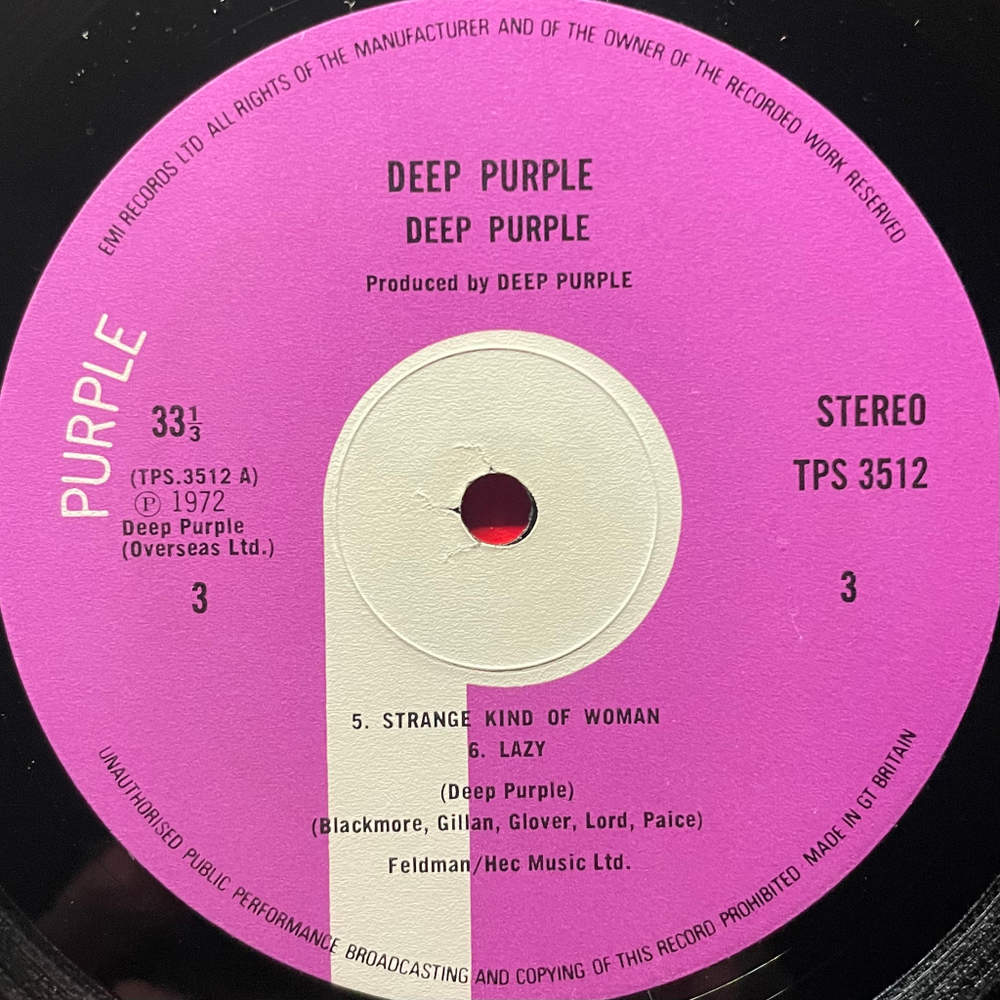 EMI RECORDS LTD ALL RIGHTS OF THE MANUFACTURER AND OF THE OWNER OF THE RECORDED WORK RESERVED
DEEP PURPLE
DEEP PURPLE
Produced by DEEP PURPLE
PURPLE
33⅓
(TPS.3512 A)
Ⓟ 1972
Deep Purple
(Overseas Ltd.)
3
STEREO
TPS 3512
3
5. STRANGE KIND OF WOMAN
6. LAZY
(Deep Purple)
(Blackmore, Gillan, Glover, Lord, Paice)
Feldman/Hec Music Ltd.
UNAUTHORISED PUBLIC PERFORMANCE BROADCASTING AND COPYING OF THIS RECORD PROHIBITED MADE IN GT BRITAIN